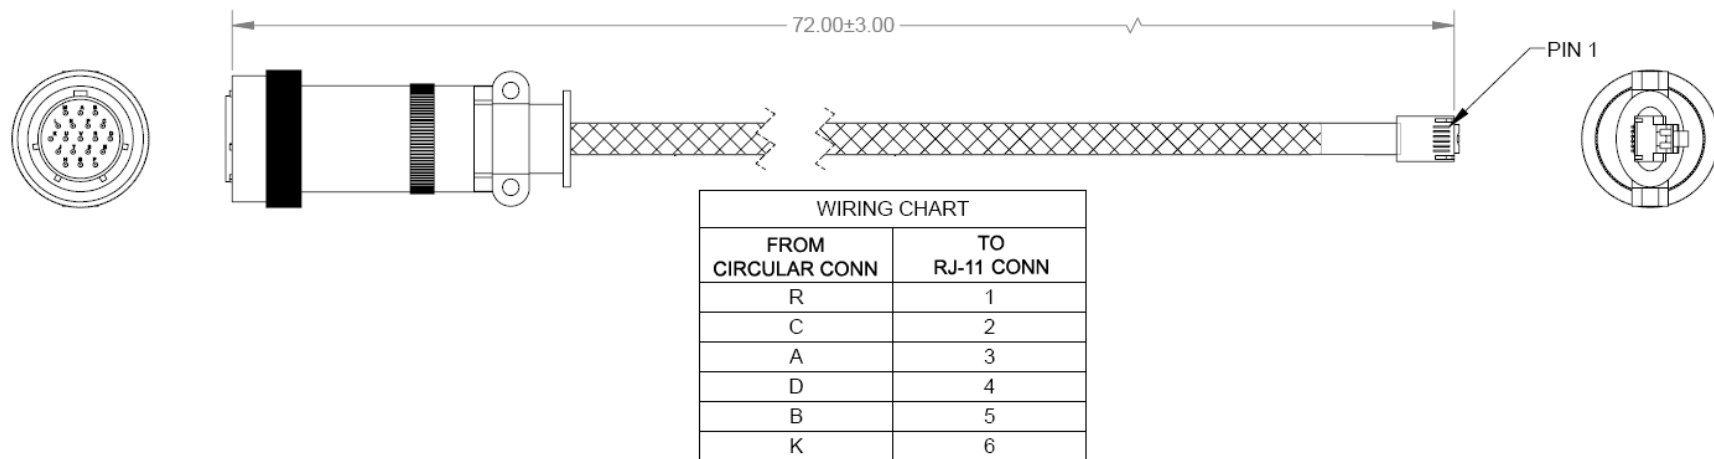 72.00±3.00
PIN 1
WIRING CHART
FROM
CIRCULAR CONN
TO
RJ-11 CONN
R 1
C 2
A 3
D 4
B 5
K 6